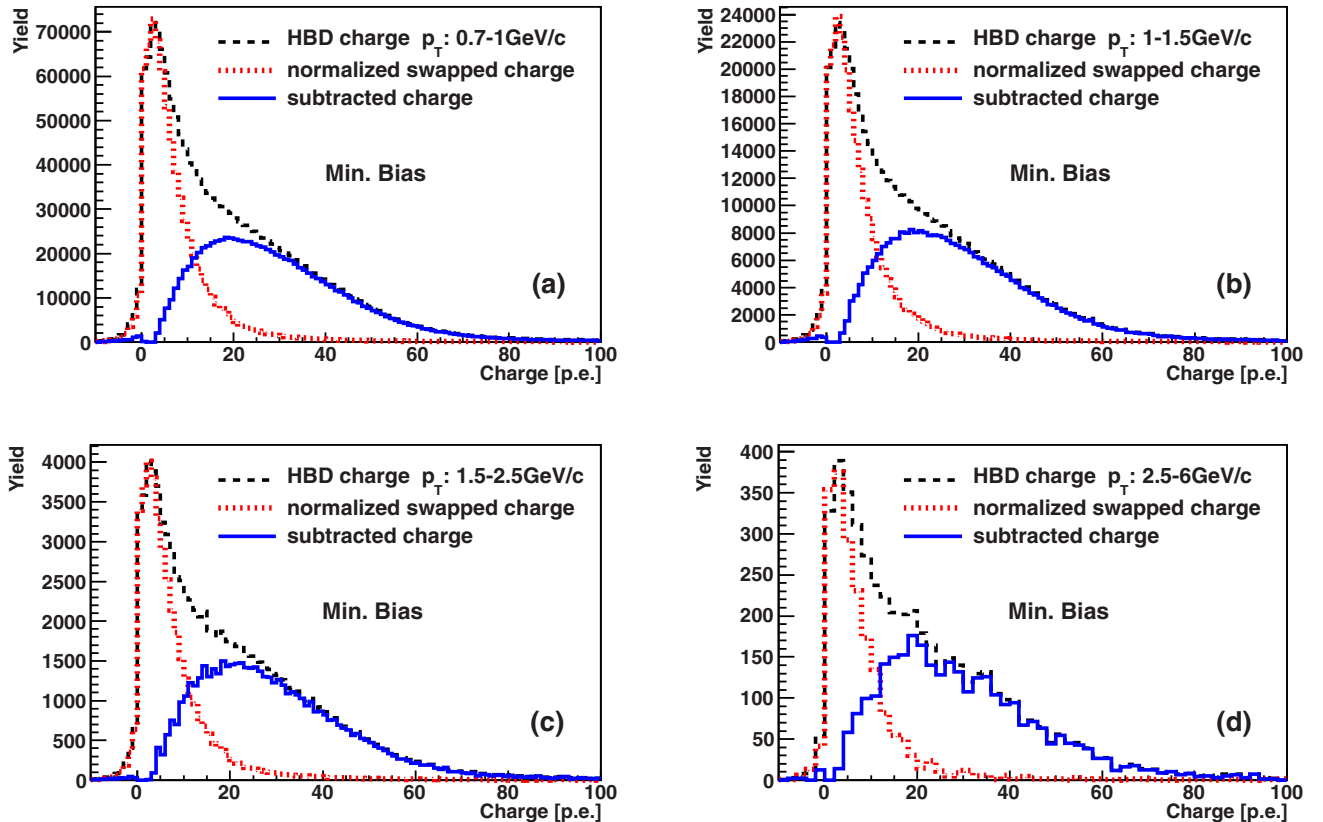 Yield
70000
60000
50000
40000
30000
20000
10000
0
HBD charge p_T: 0.7-1GeV/c
normalized swapped charge
subtracted charge
Min. Bias
(a)
0 20 40 60 80 100
Charge [p.e.]
Yield
24000
22000
20000
18000
16000
14000
12000
10000
8000
6000
4000
2000
0
HBD charge p_T: 1-1.5GeV/c
normalized swapped charge
subtracted charge
Min. Bias
(b)
0 20 40 60 80 100
Charge [p.e.]
Yield
4000
3500
3000
2500
2000
1500
1000
500
0
HBD charge p_T: 1.5-2.5GeV/c
normalized swapped charge
subtracted charge
Min. Bias
(c)
0 20 40 60 80 100
Charge [p.e.]
Yield
400
350
300
250
200
150
100
50
0
HBD charge p_T: 2.5-6GeV/c
normalized swapped charge
subtracted charge
Min. Bias
(d)
0 20 40 60 80 100
Charge [p.e.]